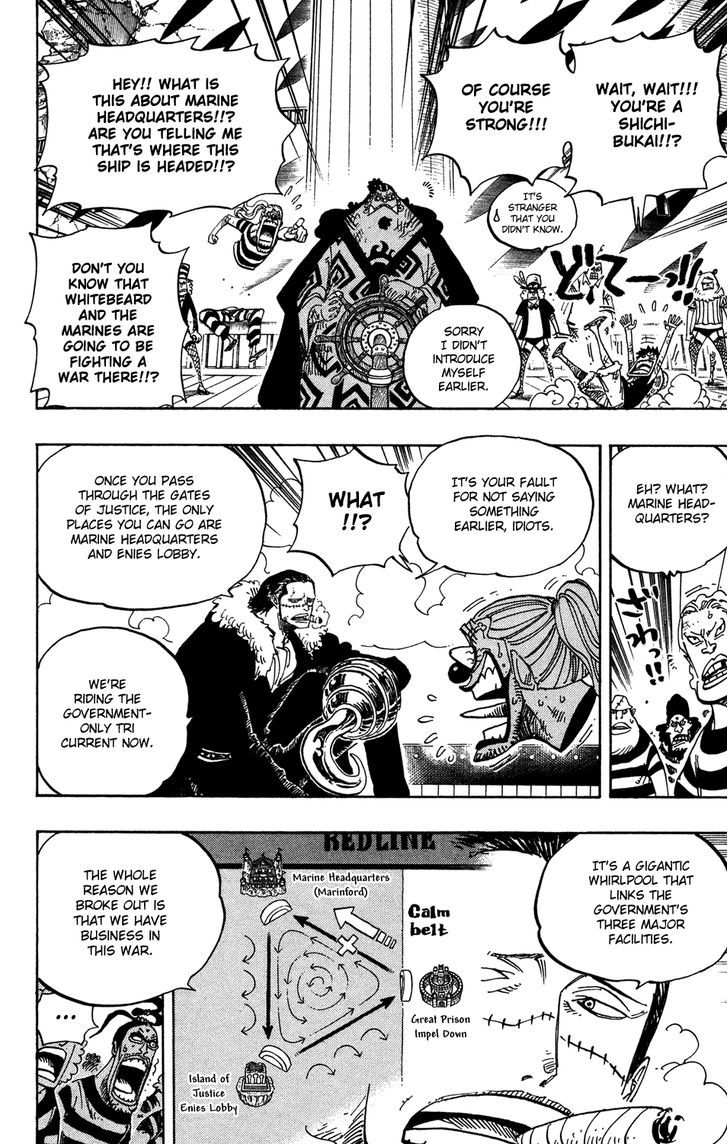 WAIT, WAIT!!!
YOU'RE A
SHICHI-
BUKAI!!?
OF COURSE
YOU'RE
STRONG!!!
IT'S
STRANGER
THAT YOU
DIDN'T KNOW.
どてーっ!!
SORRY
I DIDN'T
INTRODUCE
MYSELF
EARLIER.
HEY!! WHAT IS
THIS ABOUT MARINE
HEADQUARTERS!!?
ARE YOU TELLING ME
THAT'S WHERE THIS
SHIP IS HEADED!!?
DON'T YOU
KNOW THAT
WHITEBEARD
AND THE
MARINES ARE
GOING TO BE
FIGHTING A
WAR THERE!!?
EH? WHAT?
MARINE HEAD-
QUARTERS?
IT'S YOUR FAULT
FOR NOT SAYING
SOMETHING
EARLIER, IDIOTS.
WHAT
!!?
ONCE YOU PASS
THROUGH THE GATES
OF JUSTICE, THE ONLY
PLACES YOU CAN GO ARE
MARINE HEADQUARTERS
AND ENIES LOBBY.
WE'RE
RIDING THE
GOVERNMENT-
ONLY TRI
CURRENT NOW.
IT'S A GIGANTIC
WHIRLPOOL THAT
LINKS THE
GOVERNMENT'S
THREE MAJOR
FACILITIES.
REDLINE
Marine Headquarters
(Marinford)
Calm
belt
Great Prison
Impel Down
Island of
Justice
Enies Lobby
THE WHOLE
REASON WE
BROKE OUT IS
THAT WE HAVE
BUSINESS IN
THIS WAR.
...